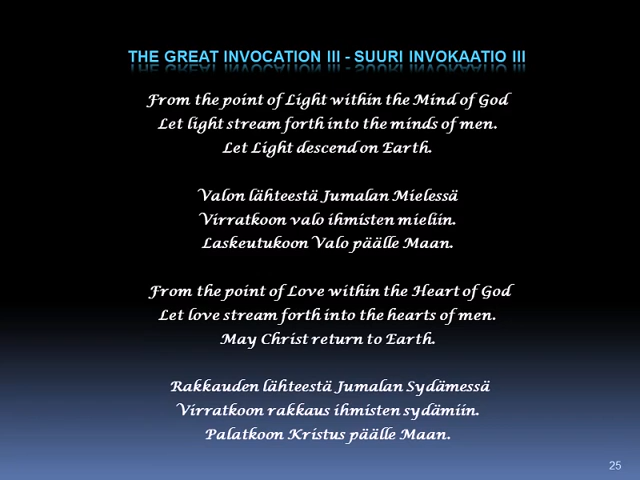 THE GREAT INVOCATION III - SUURI INVOKAATIO III
From the point of Light within the Mind of God
Let light stream forth into the minds of men.
Let Light descend on Earth.
Valon lähteestä Jumalan Mielessä
Virratkoon valo ihmisten mieliin.
Laskeutukoon Valo päälle Maan.
From the point of Love within the Heart of God
Let love stream forth into the hearts of men.
May Christ return to Earth.
Rakkauden lähteestä Jumalan Sydämessä
Virratkoon rakkaus ihmisten sydämiin.
Palatkoon Kristus päälle Maan.
25